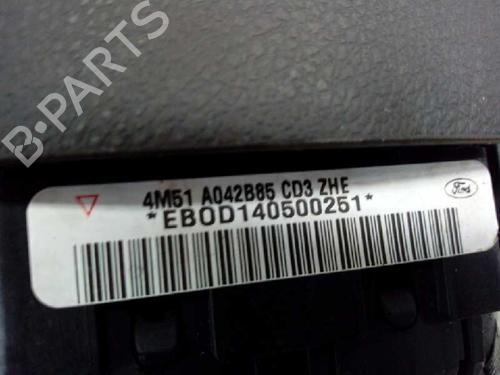 B-PARTS
4M51 A042B85 CD3 ZHE
Ford
*EBOD140500251*